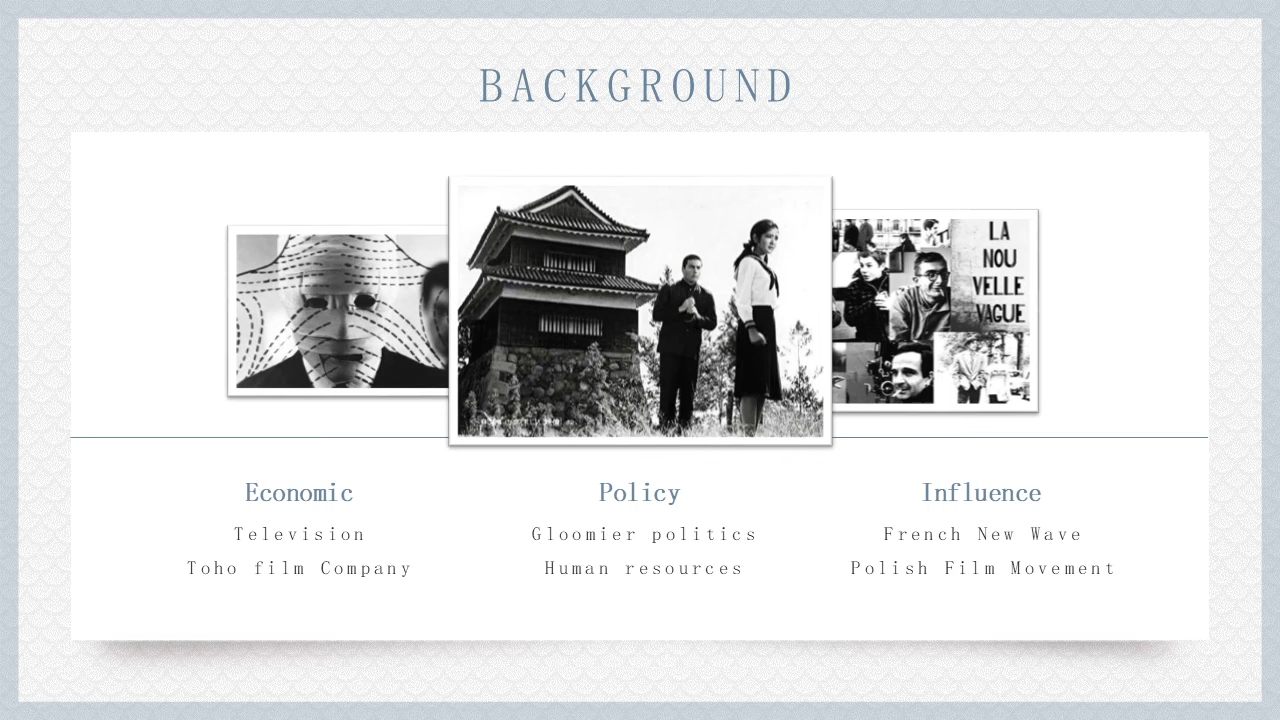 BACKGROUND
LA
NOU
VELLE
VAGUE
Economic
Policy
Influence
Television
Gloomier politics
French New Wave
Toho film Company
Human resources
Polish Film Movement